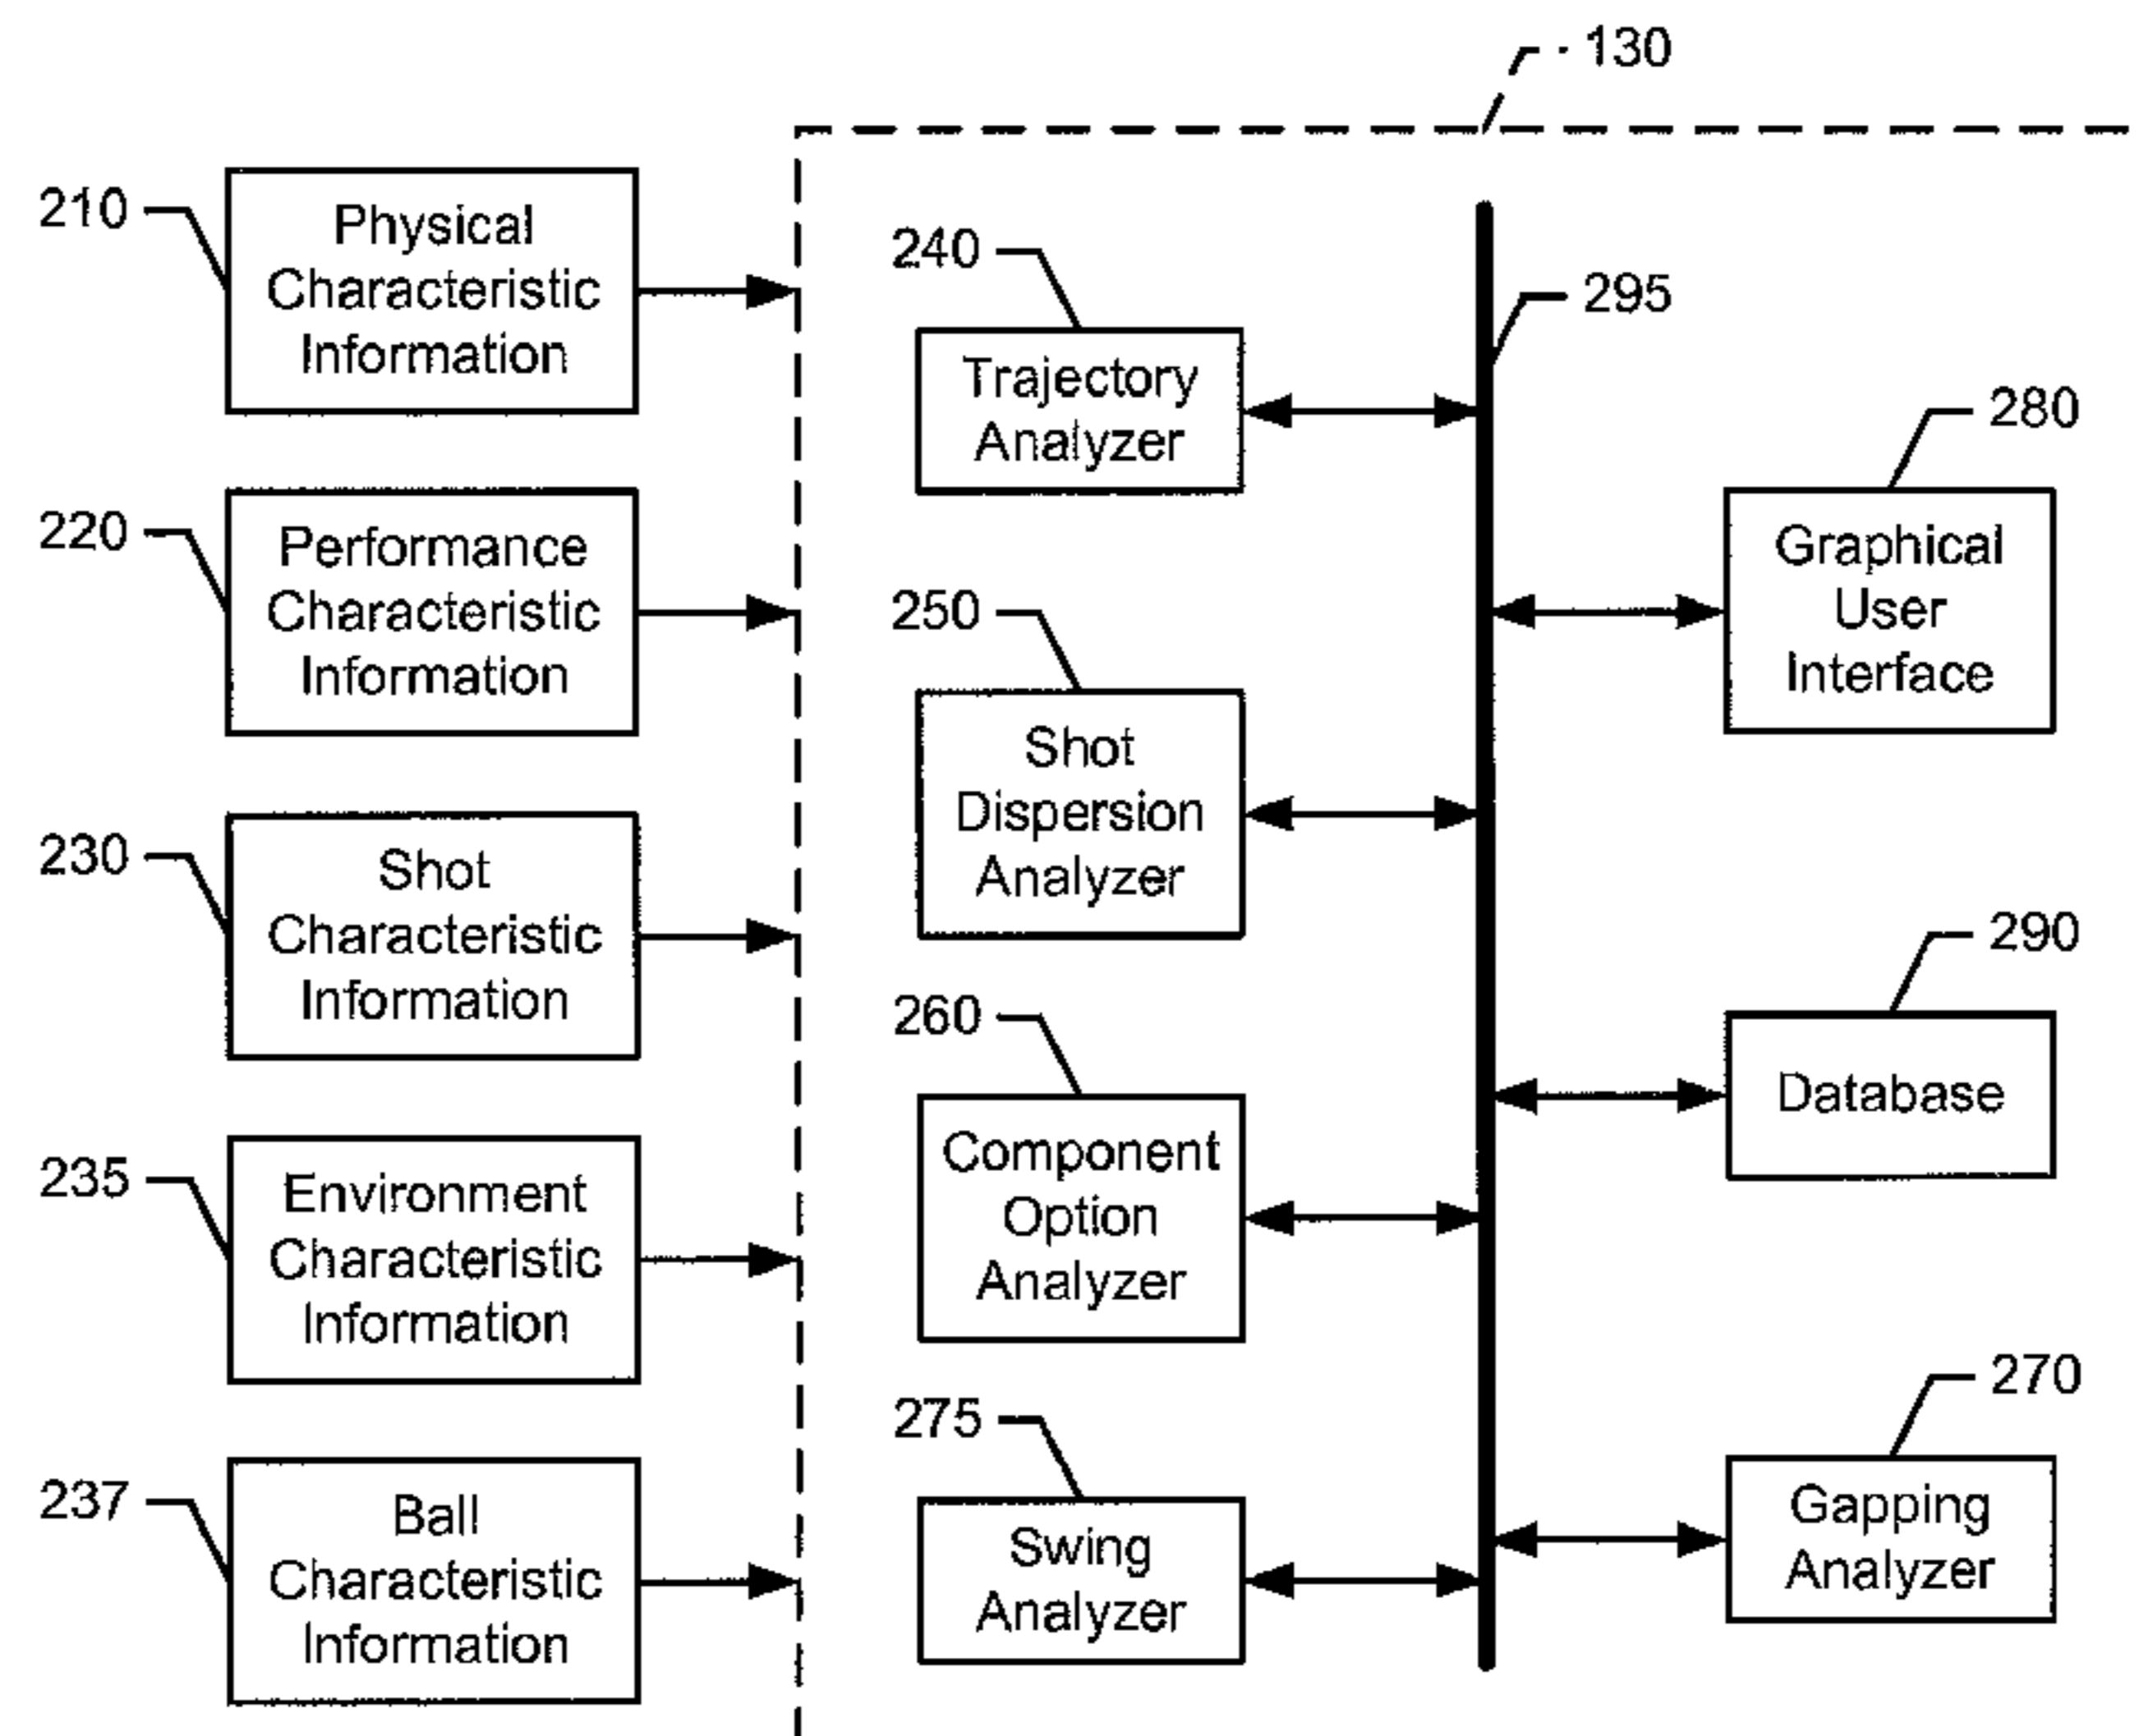 130
210
Physical
Characteristic
Information
220
Performance
Characteristic
Information
230
Shot
Characteristic
Information
235
Environment
Characteristic
Information
237
Ball
Characteristic
Information
240
Trajectory
Analyzer
250
Shot
Dispersion
Analyzer
260
Component
Option
Analyzer
275
Swing
Analyzer
295
280
Graphical
User
Interface
290
Database
270
Gapping
Analyzer